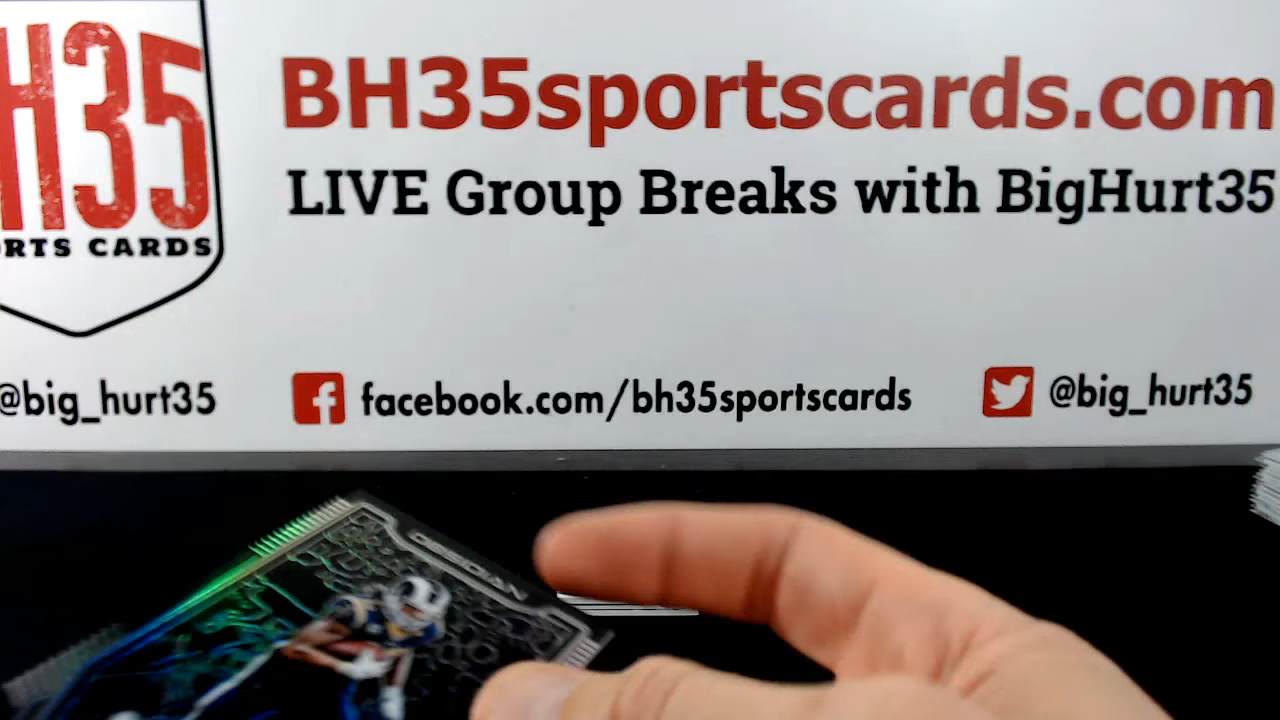 H35
RTS CARDS
BH35sportscards.com
LIVE Group Breaks with BigHurt35
@big_hurt35
facebook.com/bh35sportscards
@big_hurt35
OBSIDIAN